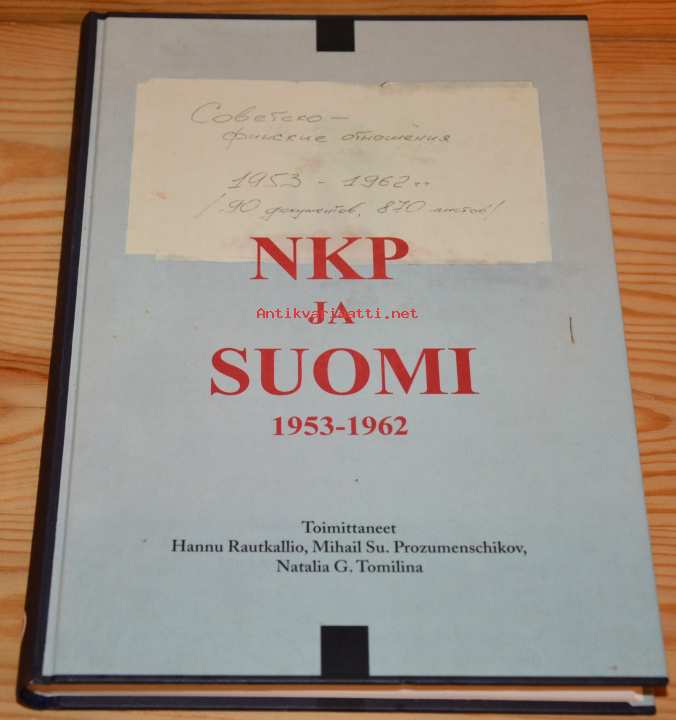 Советско –
финские отношения
1953 - 1962 гг
/90 документов, 870 листов/
NKP
Antikvariaatti.net
JA
SUOMI
1953-1962
Toimittaneet
Hannu Rautkallio, Mihail Su. Prozumenschikov,
Natalia G. Tomilina